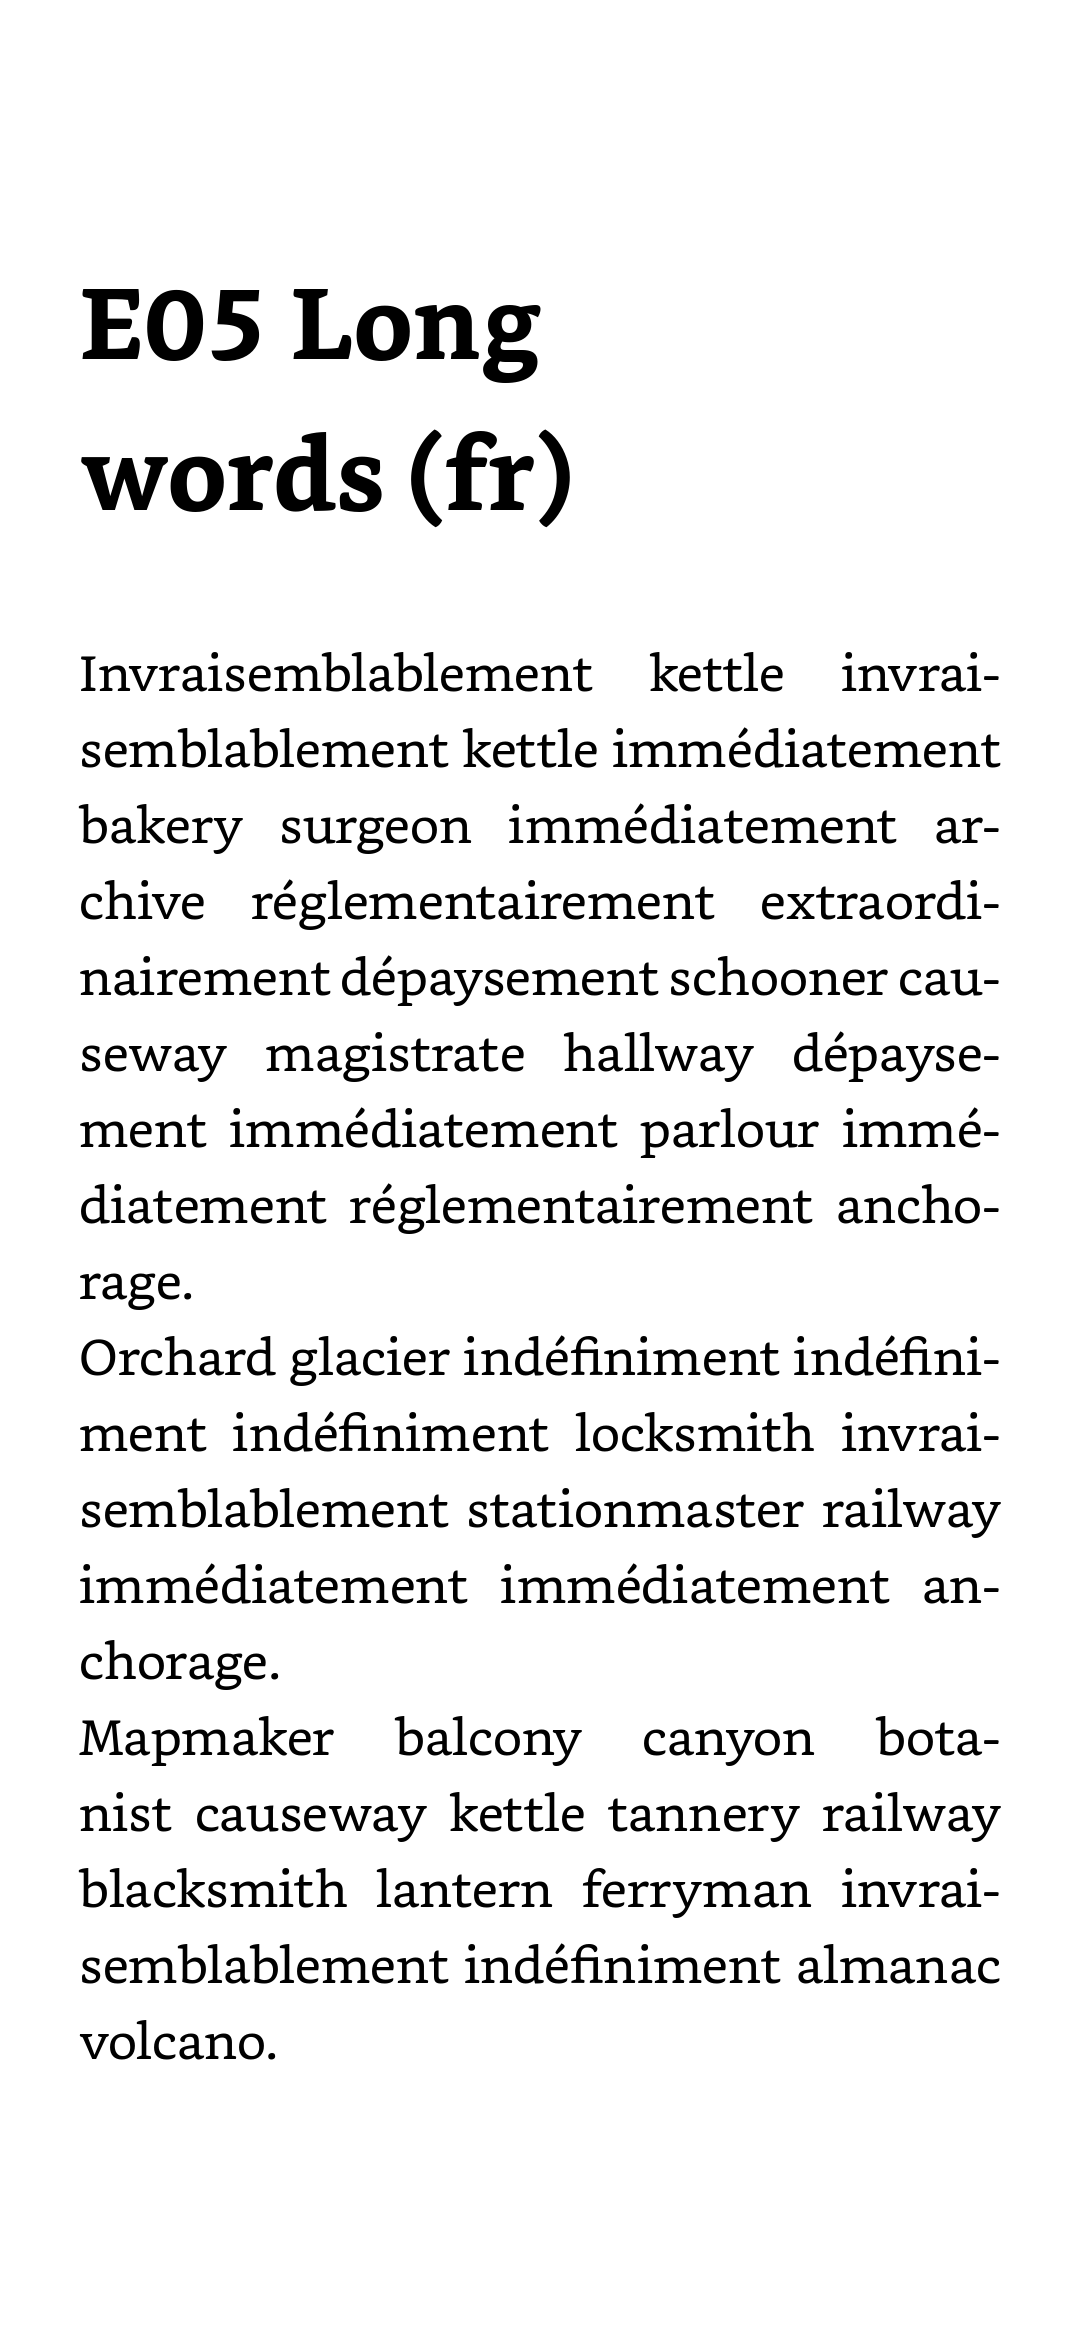 E05 Long
words (fr)
Invraisemblablement kettle invrai-
semblablement kettle immédiatement
bakery surgeon immédiatement ar-
chive réglementairement extraordi-
nairement dépaysement schooner cau-
seway magistrate hallway dépayse-
ment immédiatement parlour immé-
diatement réglementairement ancho-
rage.
Orchard glacier indéfiniment indéfini-
ment indéfiniment locksmith invrai-
semblablement stationmaster railway
immédiatement immédiatement an-
chorage.
Mapmaker balcony canyon bota-
nist causeway kettle tannery railway
blacksmith lantern ferryman invrai-
semblablement indéfiniment almanac
volcano.